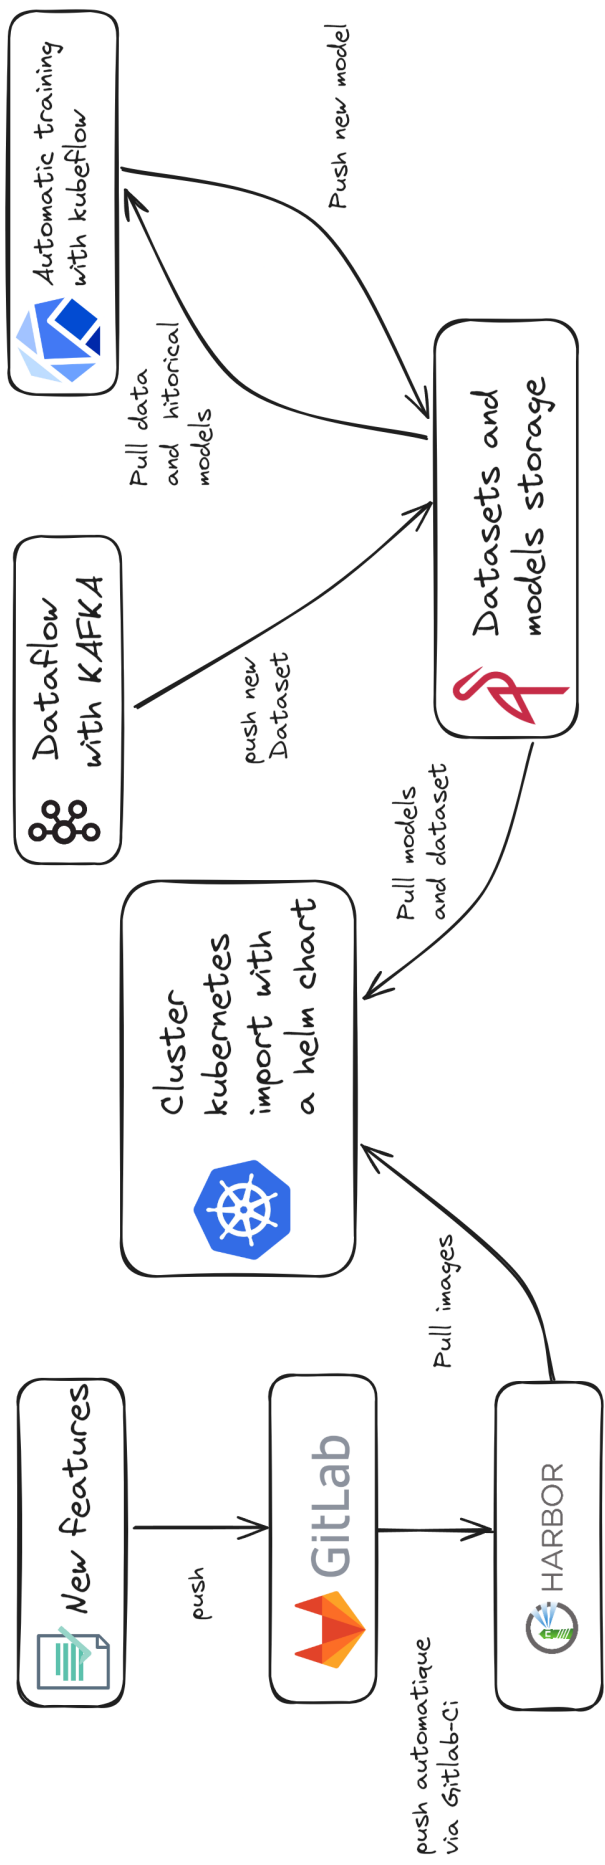 New features
push
GitLab
push automatique
via Gitlab-Ci
HARBOR
Pull images
Cluster
kubernetes
import with
a helm chart
Pull models
and dataset
Dataflow
with KAFKA
push new
Dataset
Datasets and
models storage
Pull data
and hitorical
models
Automatic training
with kubeflow
Push new model